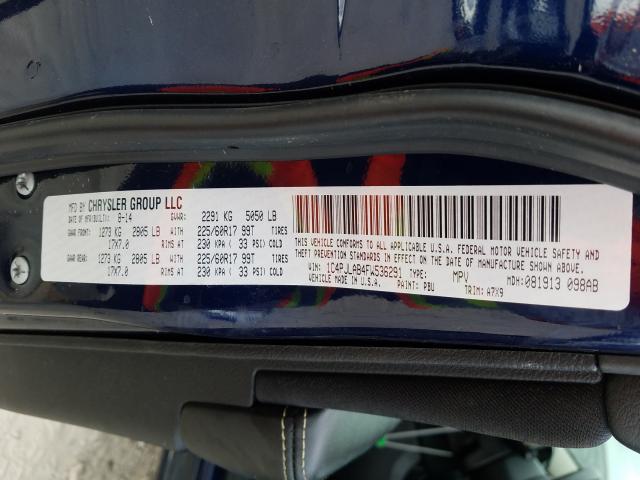 MFD BY CHRYSLER GROUP LLC
DATE OF MFR(BUILT): 8-14 GVWR: 2291 KG 5050 LB
GAWR FRONT: 1273 KG 2805 LB WITH 225/60R17 99T TIRES
17X7.0 RIMS AT 230 KPA ( 33 PSI) COLD
GAWR REAR: 1273 KG 2805 LB WITH 225/60R17 99T TIRES
17X7.0 RIMS AT 230 KPA ( 33 PSI) COLD
THIS VEHICLE CONFORMS TO ALL APPLICABLE U.S.A. FEDERAL MOTOR VEHICLE SAFETY AND
THEFT PREVENTION STANDARDS IN EFFECT ON THE DATE OF MANUFACTURE SHOWN ABOVE.
VIN: 1C4PJLAB4FW536291 TYPE: MPV MDH: 081913 098AB
VEHICLE MADE IN U.S.A. PAINT: PBU TRIM: A7X9